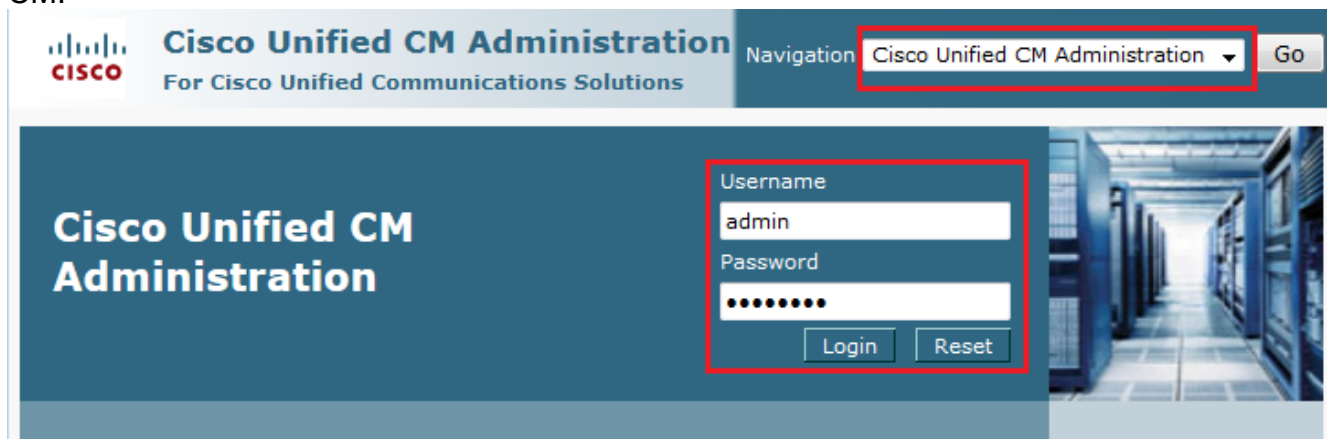 CM.
CISCO
Cisco Unified CM Administration
For Cisco Unified Communications Solutions
Navigation Cisco Unified CM Administration Go
Cisco Unified CM
Administration
Username
admin
Password
••••••••
Login Reset